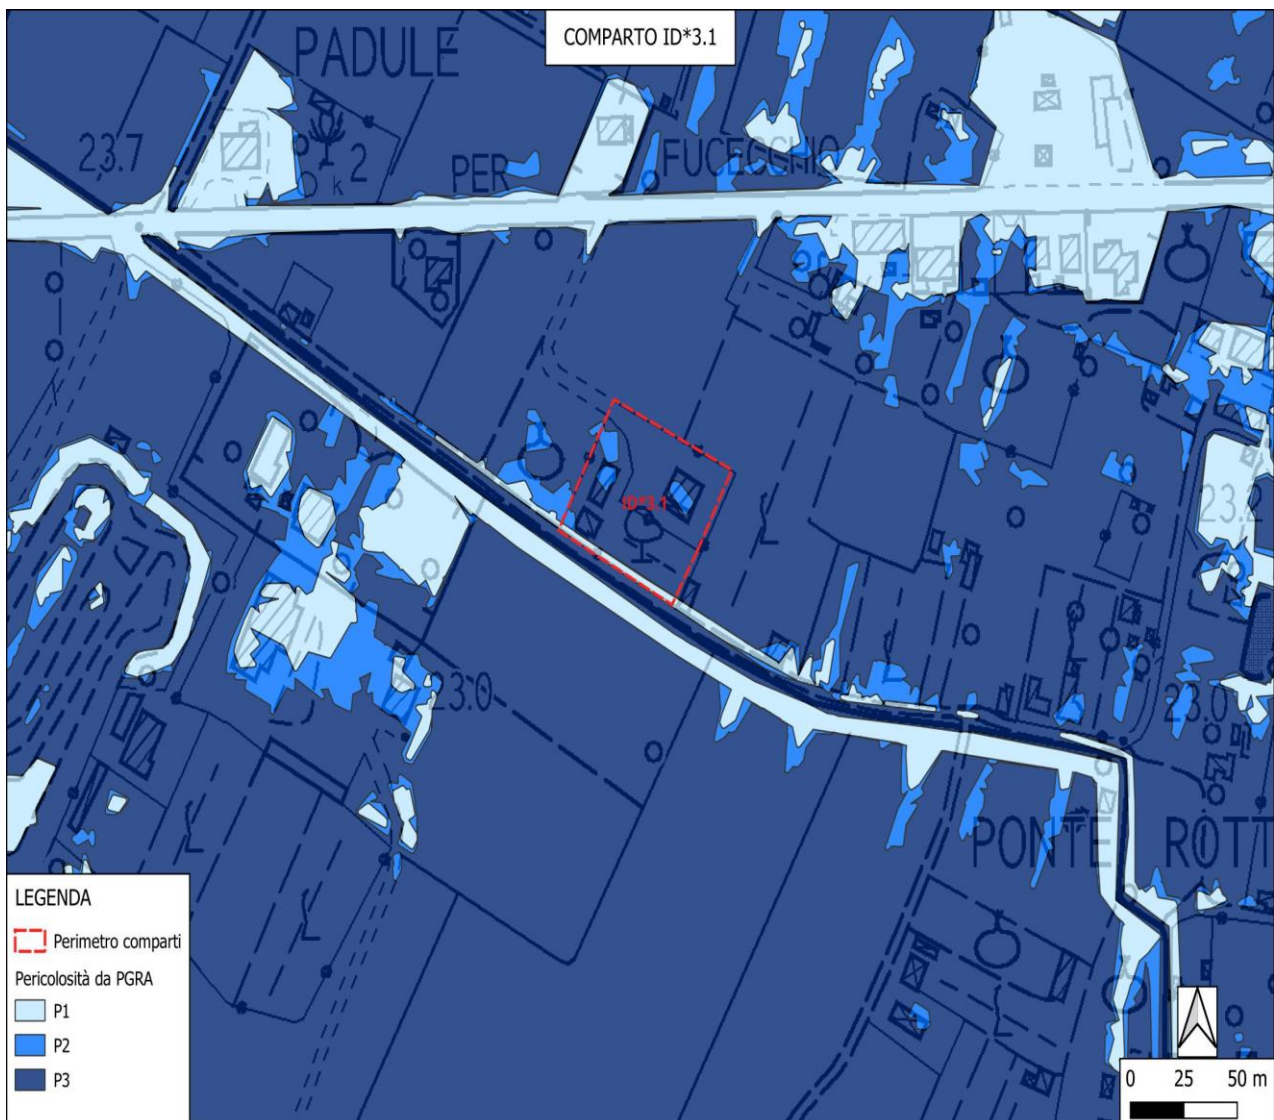 COMPARTO ID*3.1
PADULE
23.7
2
k
PER
FUCECCHIO
ID*3.1
23.2
23.0
23.0
PONTE ROTT
LEGENDA
Perimetro comparti
Pericolosità da PGRA
P1
P2
P3
0 25 50 m